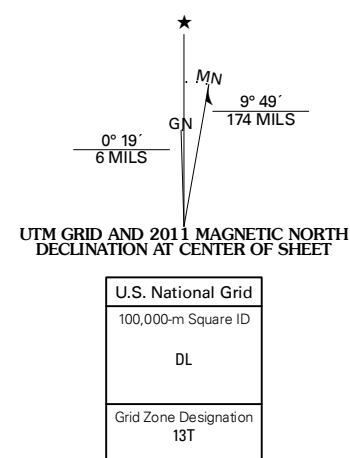 ★
MN
GN
9° 49´
174 MILS
0° 19´
6 MILS
UTM GRID AND 2011 MAGNETIC NORTH
DECLINATION AT CENTER OF SHEET
U.S. National Grid
100,000-m Square ID
DL
Grid Zone Designation
13T